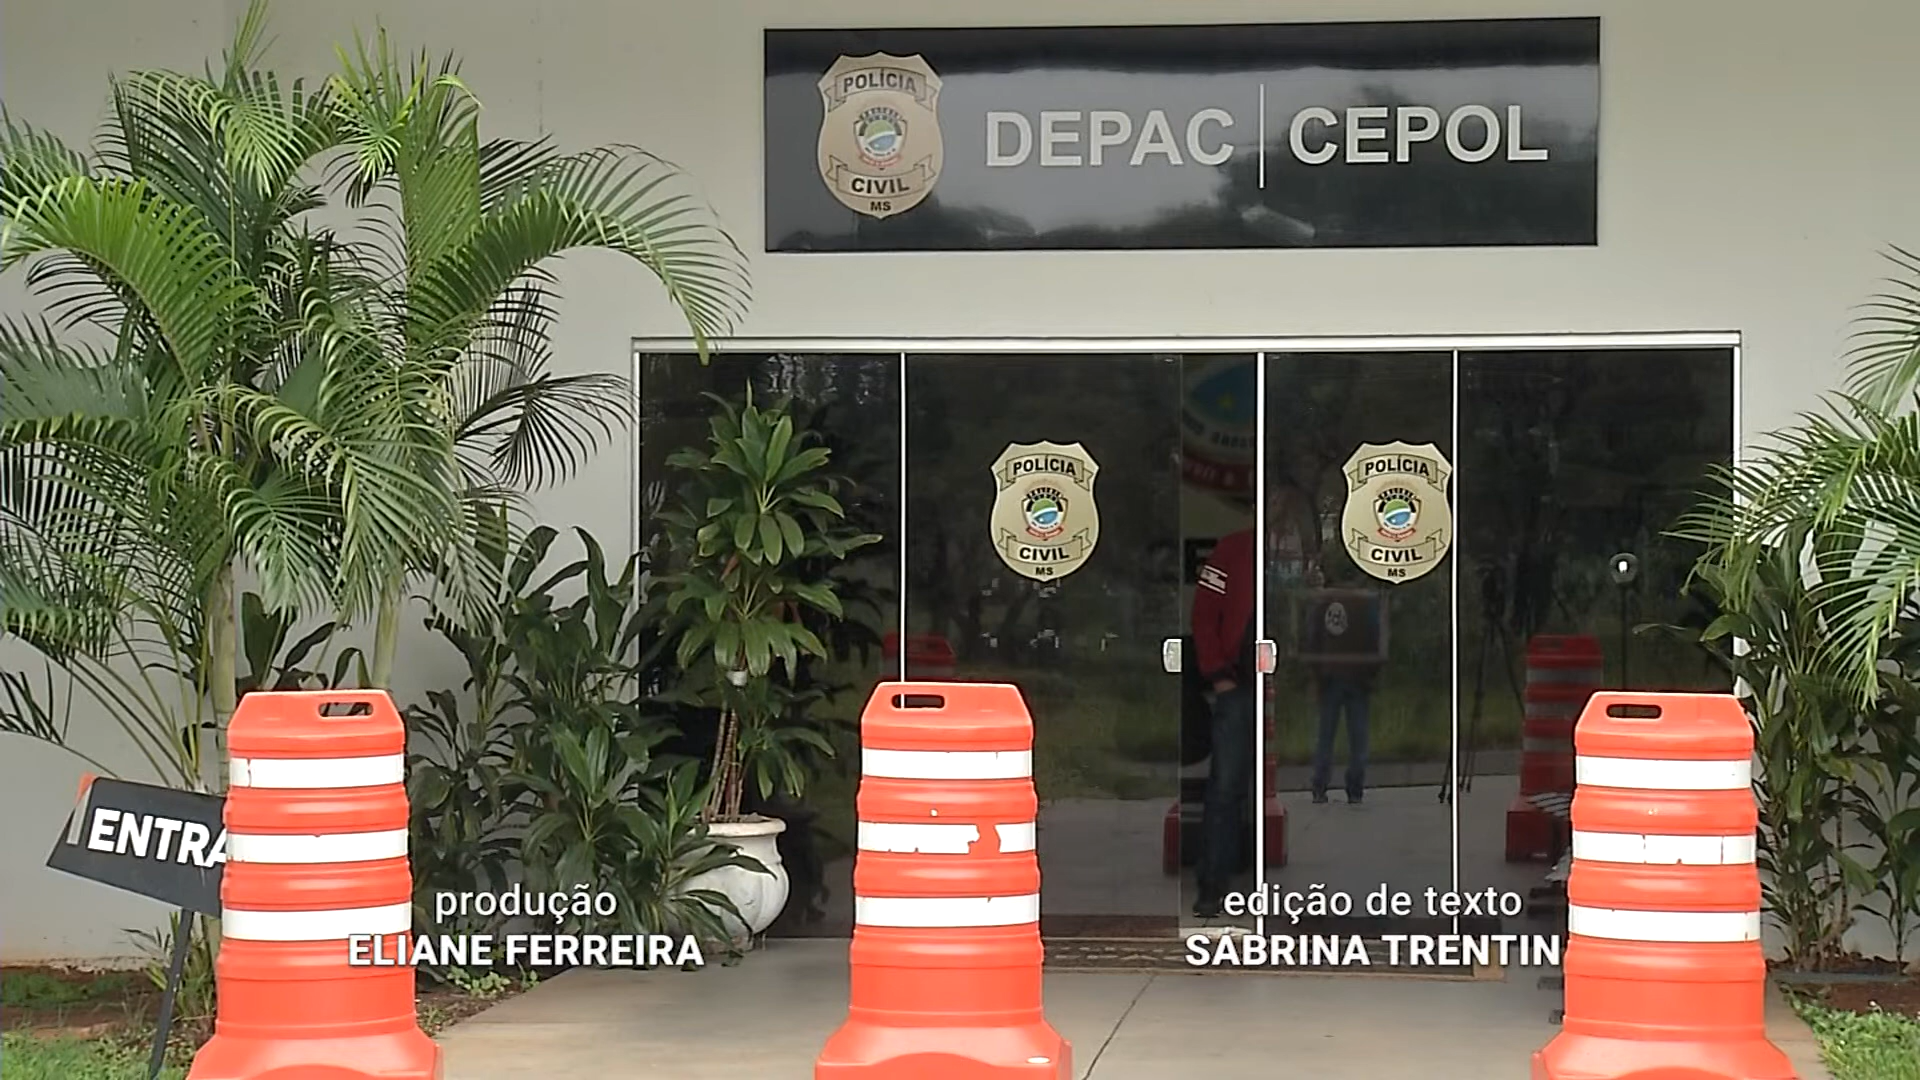 POLÍCIA
CIVIL
MS
DEPAC | CEPOL
POLÍCIA
CIVIL
MS
POLÍCIA
CIVIL
MS
ENTRA
produção
ELIANE FERREIRA
edição de texto
SABRINA TRENTIN